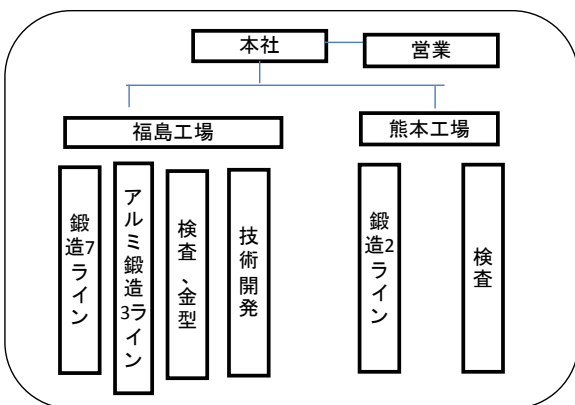 本社
営業
福島工場
熊本工場
鍛造7ライン
アルミ鍛造3ライン
検査、金型
技術開発
鍛造2ライン
検査